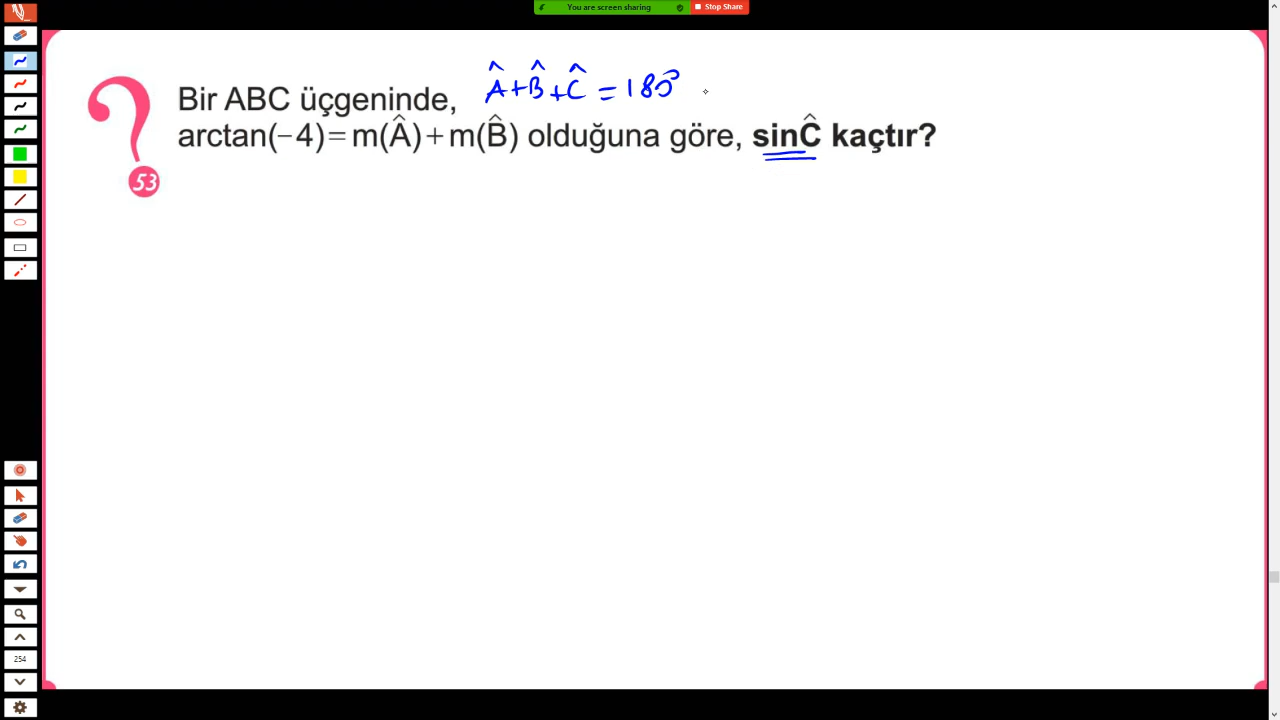 You are screen sharing Stop Share
Bir ABC üçgeninde, Â+B̂+Ĉ=180°
arctan(−4)=m(Â)+m(B̂) olduğuna göre, sinĈ kaçtır?
53
254